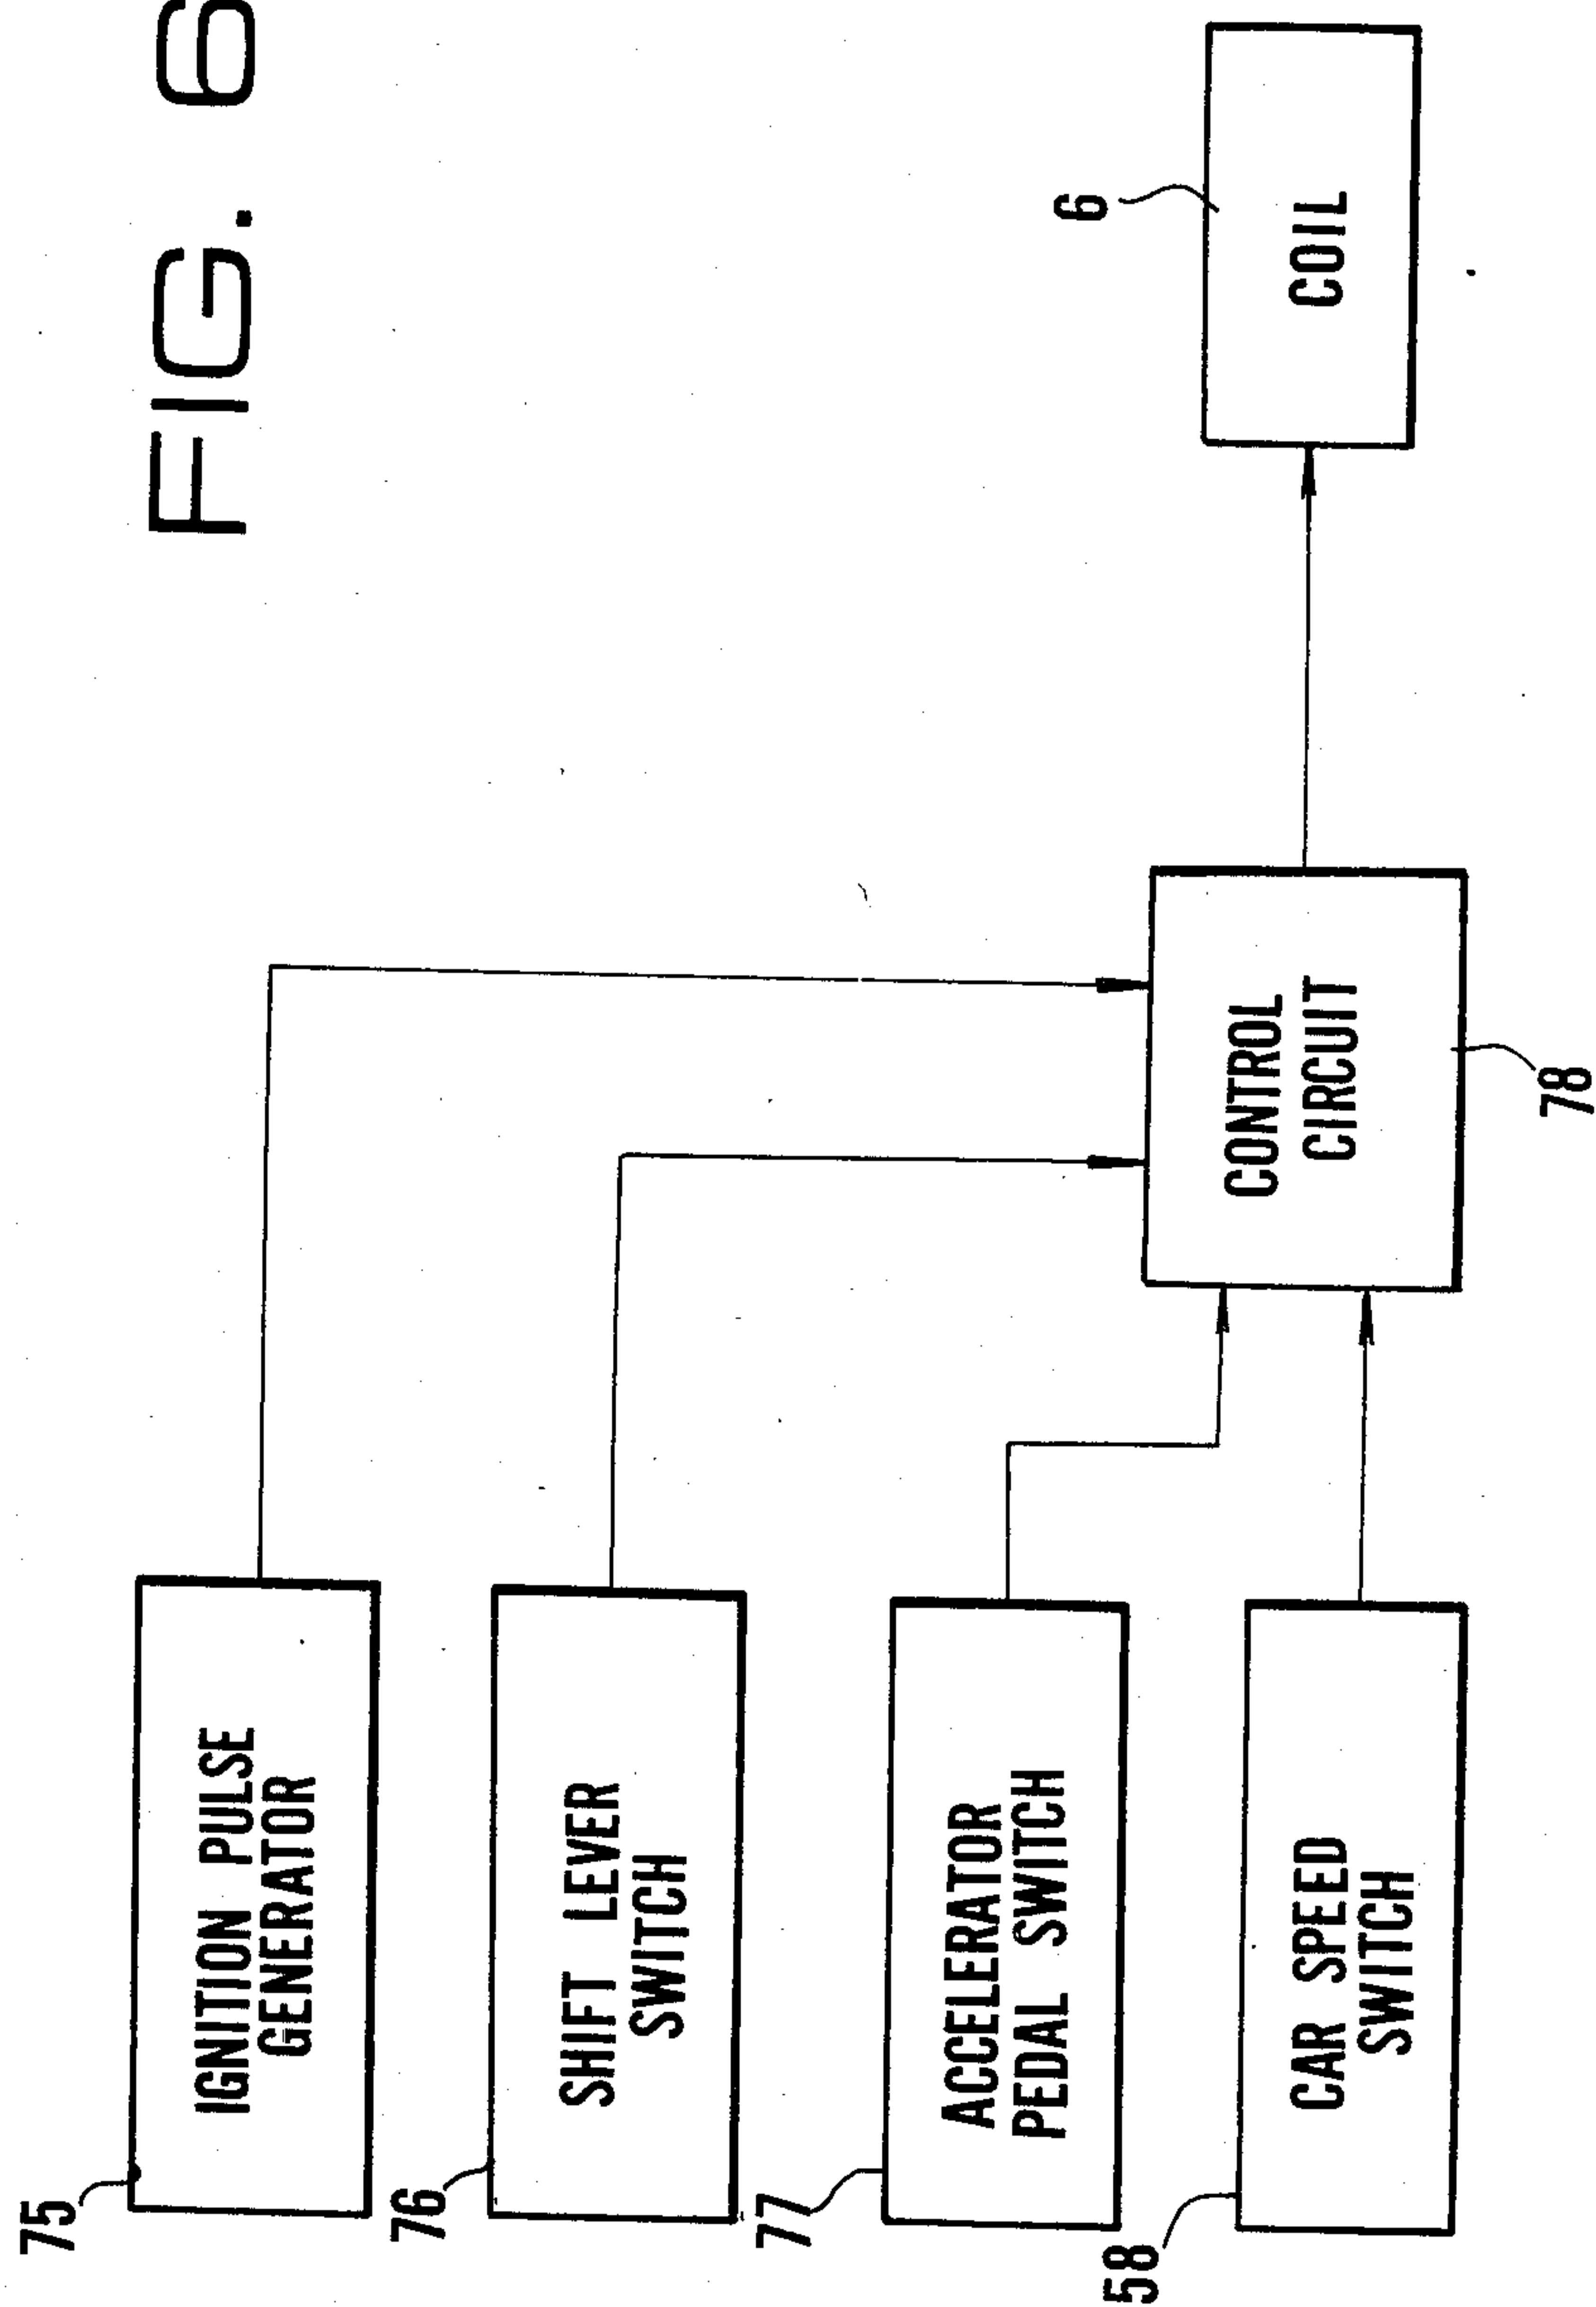 FIG. 6
75
IGNITION PULSE
GENERATOR
76
SHIFT LEVER
SWITCH
77
ACCELERATOR
PEDAL SWITCH
58
CAR SPEED
SWITCH
CONTROL
CIRCUIT
78
6
COIL